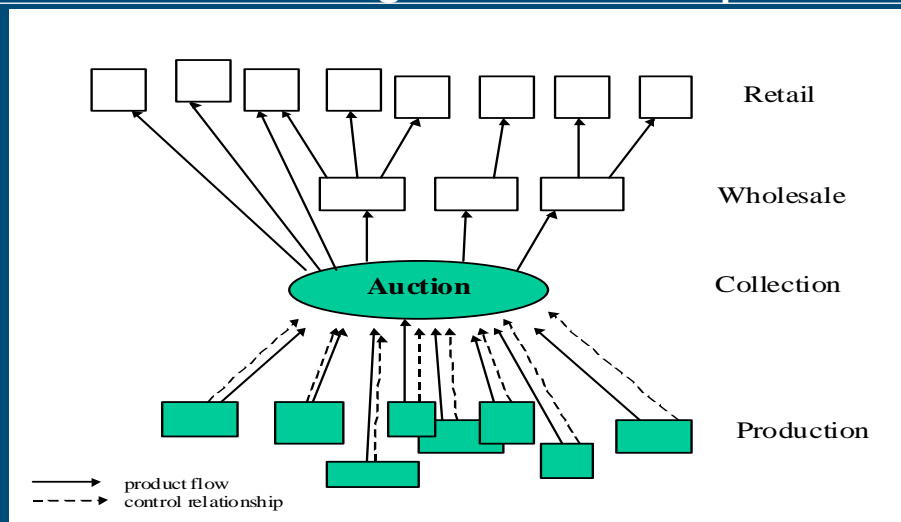 Retail
Wholesale
Auction
Collection
Production
product flow
control relationship